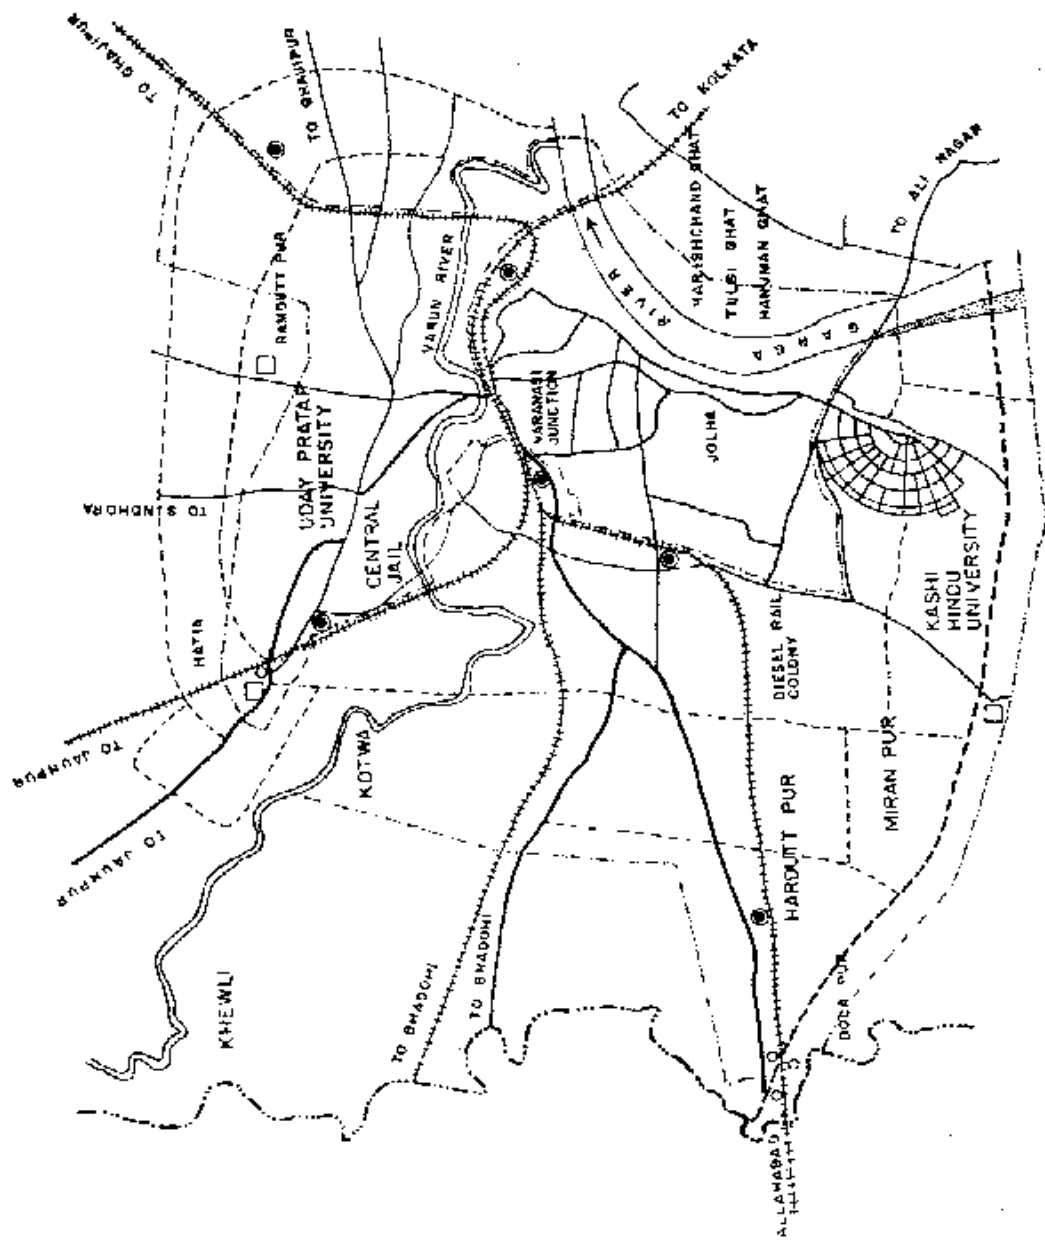 TO GHAJIPUR
TO GHAJIPUR
RAMDUTT PUR
UDAY PRATAP
UNIVERSITY
TO SINDHORA
HATIA
TO JAUNPUR
TO JAUNPUR
CENTRAL
JAIL
VARUN RIVER
TO KOLKATA
HARISHCHAND GHAT
TULSI GHAT
HANUMAN GHAT
TO ALI NAGAR
RIVER
GANGA
VARANASI
JUNCTION
JOLHA
KOTWA
KHEWLI
TO BHADOHI
TO BHADOHI
DIESEL RAIL
COLONY
KASHI
HINDU
UNIVERSITY
MIRAN PUR
HARDUTT PUR
ALLAHABAD